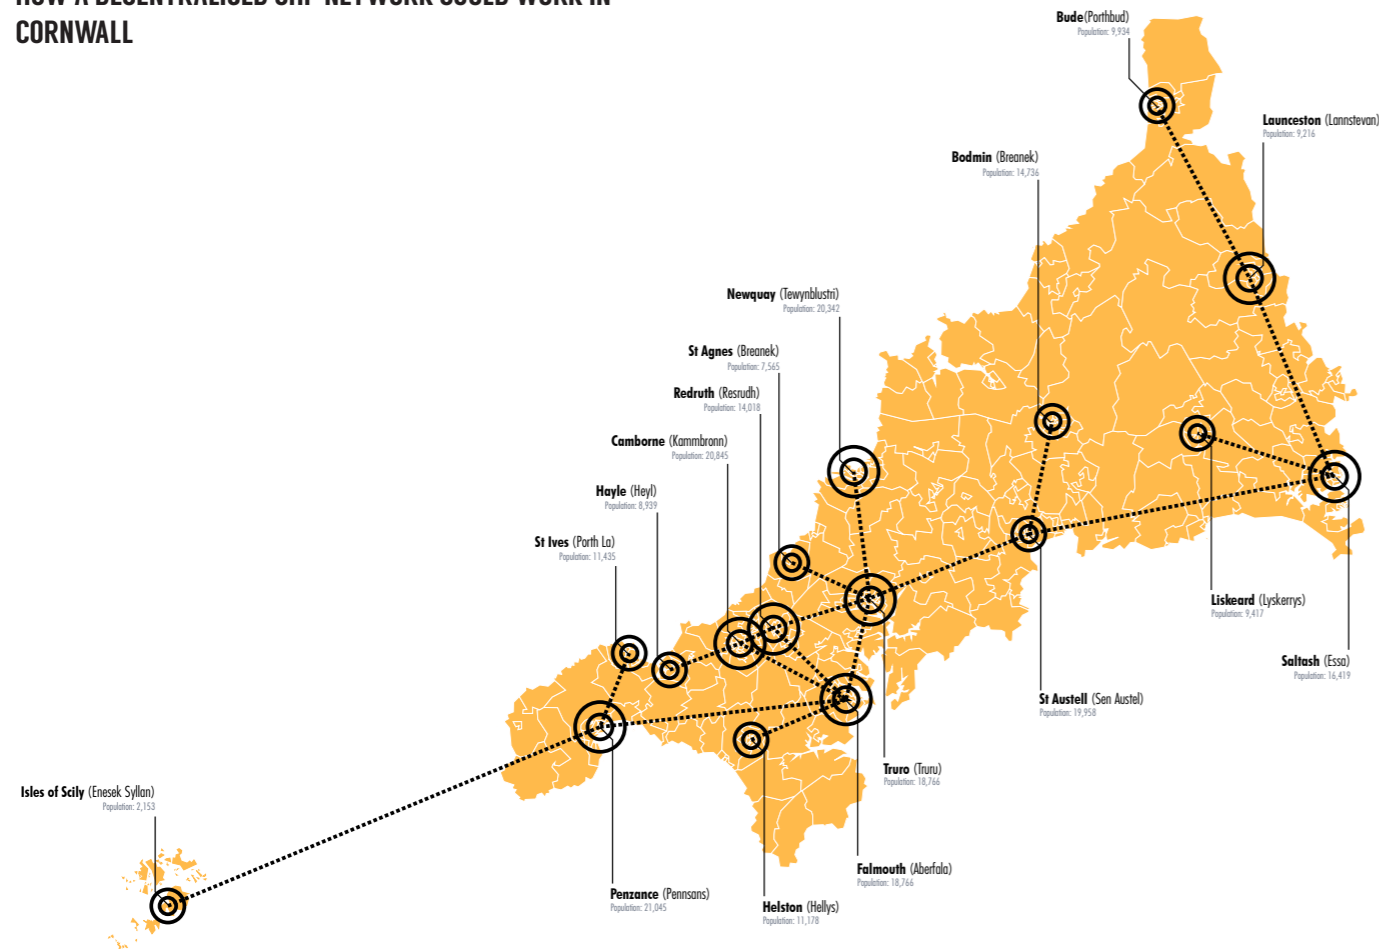 CORNWALL
Bude(Porthbud)
Population: 9,934
Launceston (Lannstevan)
Population: 9,216
Bodmin (Breanek)
Population: 14,736
Newquay (Tewynblustri)
Population: 20,342
St Agnes (Breanek)
Population: 7,565
Redruth (Resrudh)
Population: 14,018
Camborne (Kammbronn)
Population: 20,845
Hayle (Heyl)
Population: 8,939
St Ives (Porth La)
Population: 11,435
Liskeard (Lyskerrys)
Population: 9,417
Saltash (Essa)
Population: 16,419
St Austell (Sen Austel)
Population: 19,958
Truro (Truru)
Population: 18,766
Isles of Scily (Enesek Syllan)
Population: 2,153
Falmouth (Aberfala)
Population: 18,766
Penzance (Pennsans)
Population: 21,045
Helston (Hellys)
Population: 11,178